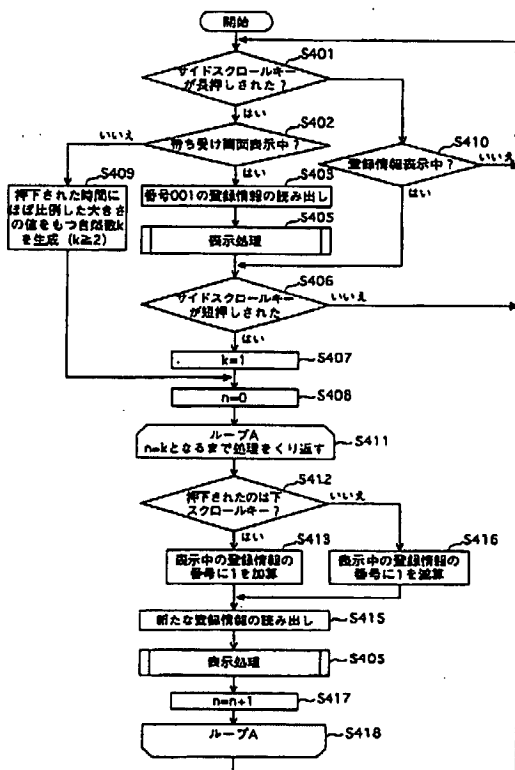 開始
S401
サイドスクロールキー
が長押しされた?
はい
S402
いいえ
待ち受け画面表示中?
S410
登録情報表示中?
いいえ
S409
はい
S403
はい
押下された時間に
ほぼ比例した大きさ
の値をもつ自然数k
を生成 (k≧2)
番号001の登録情報の読み出し
S405
表示処理
S406
サイドスクロールキー
が短押しされた
いいえ
はい
k=1
S407
n=0
S408
ループA
n=kとなるまで処理をくり返す
S411
S412
押下されたのは下
スクロールキー?
いいえ
はい
S413
S416
表示中の登録情報の
番号に1を加算
表示中の登録情報の
番号に1を減算
新たな登録情報の読み出し
S415
表示処理
S405
n=n+1
S417
ループA
S418